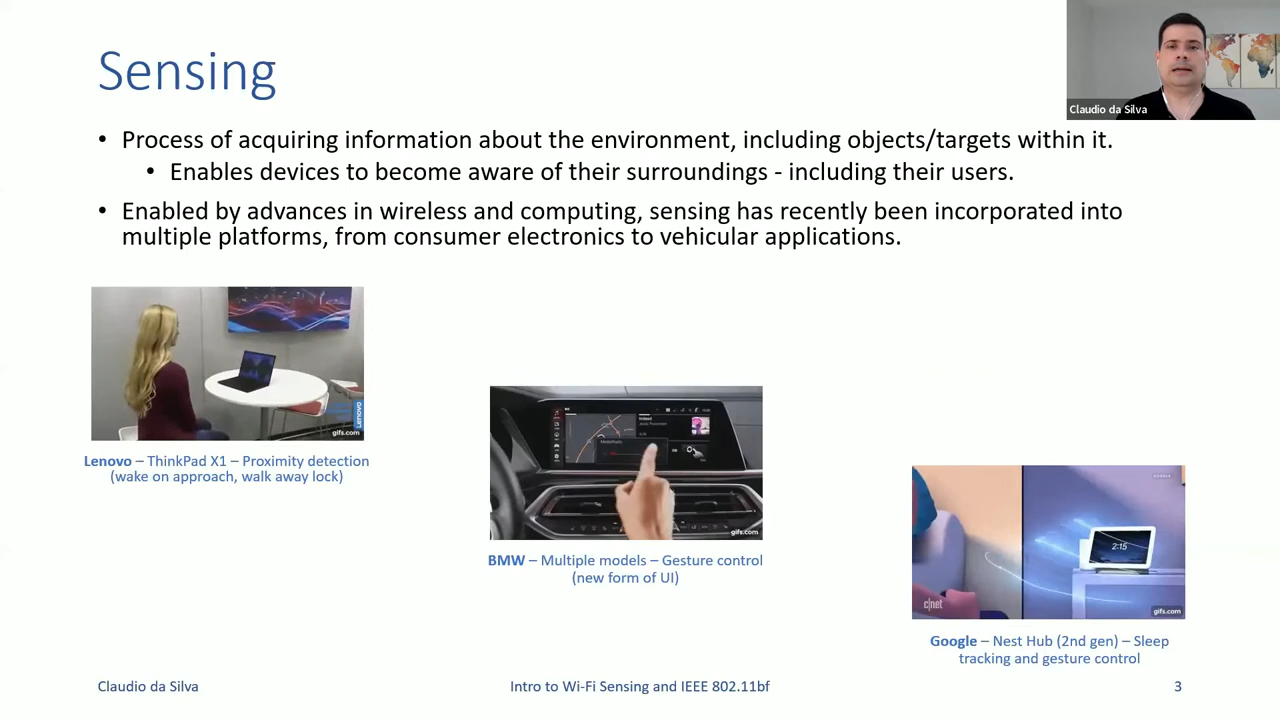 Sensing
Claudio da Silva
• Process of acquiring information about the environment, including objects/targets within it.
• Enables devices to become aware of their surroundings - including their users.
• Enabled by advances in wireless and computing, sensing has recently been incorporated into
multiple platforms, from consumer electronics to vehicular applications.
Lenovo
gifs.com
Lenovo – ThinkPad X1 – Proximity detection
(wake on approach, walk away lock)
gifs.com
BMW – Multiple models – Gesture control
(new form of UI)
2:15
c|net
gifs.com
Google – Nest Hub (2nd gen) – Sleep
tracking and gesture control
Claudio da Silva
Intro to Wi-Fi Sensing and IEEE 802.11bf
3